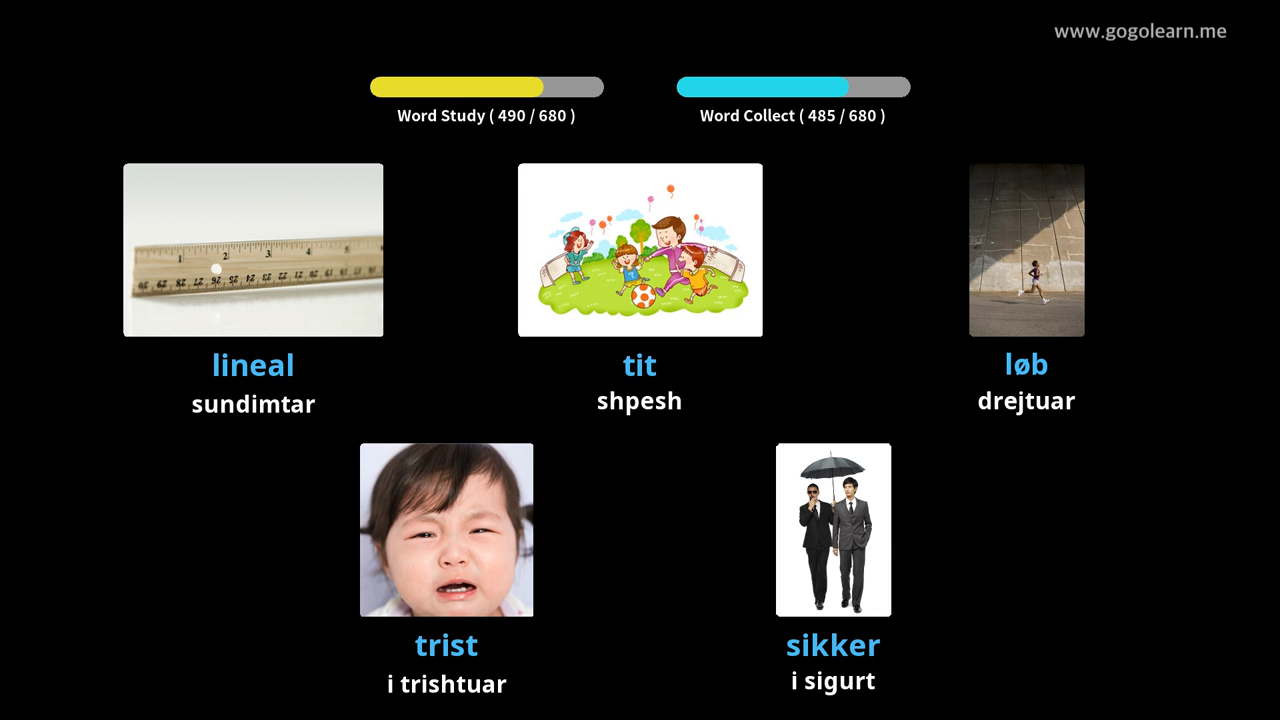 www.gogolearn.me
Word Study ( 490 / 680 )
Word Collect ( 485 / 680 )
lineal
sundimtar
tit
shpesh
løb
drejtuar
trist
i trishtuar
sikker
i sigurt